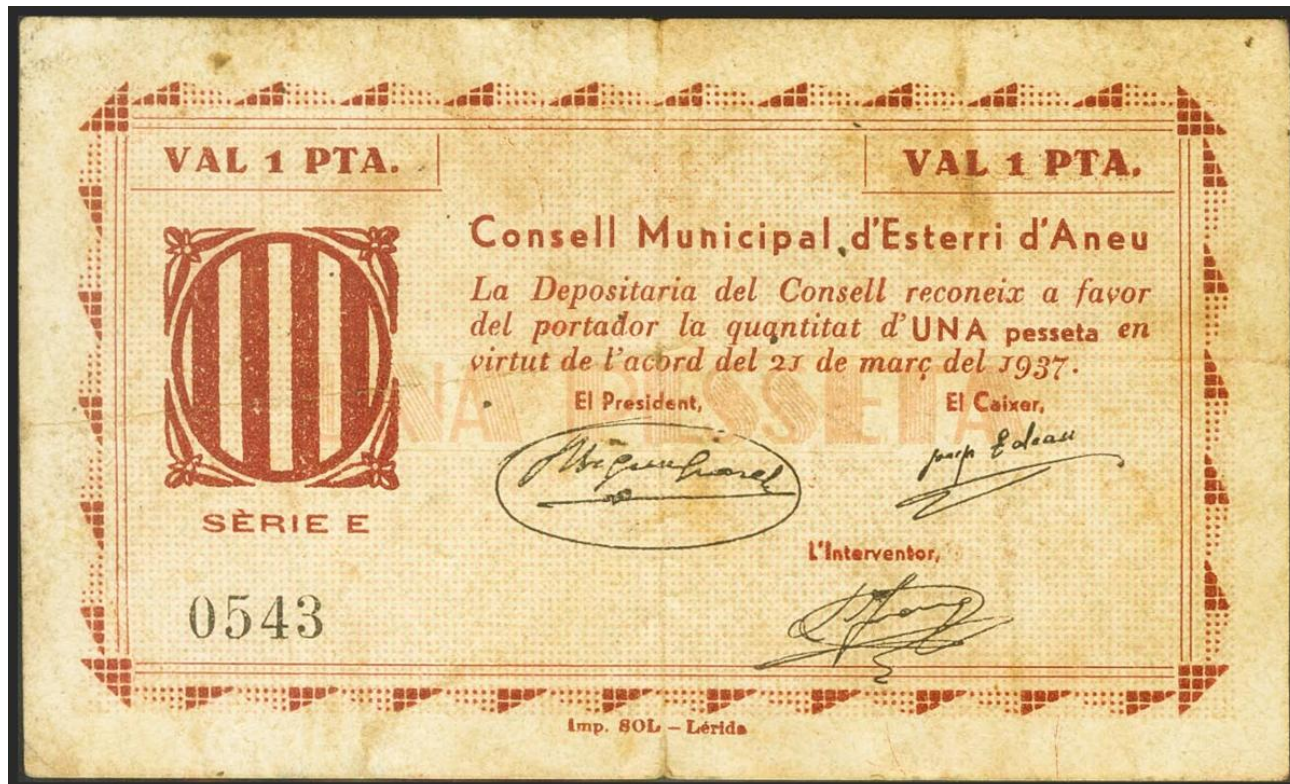 VAL 1 PTA.
VAL 1 PTA.
Consell Municipal d'Esterri d'Aneu
La Depositaria del Consell reconeix a favor
del portador la quantitat d'UNA pesseta en
virtut de l'acord del 21 de març del 1937.
UNA PESSETA
El President,
El Caixer,
L'Interventor,
SÈRIE E
0543
Imp. SOL – Lérida